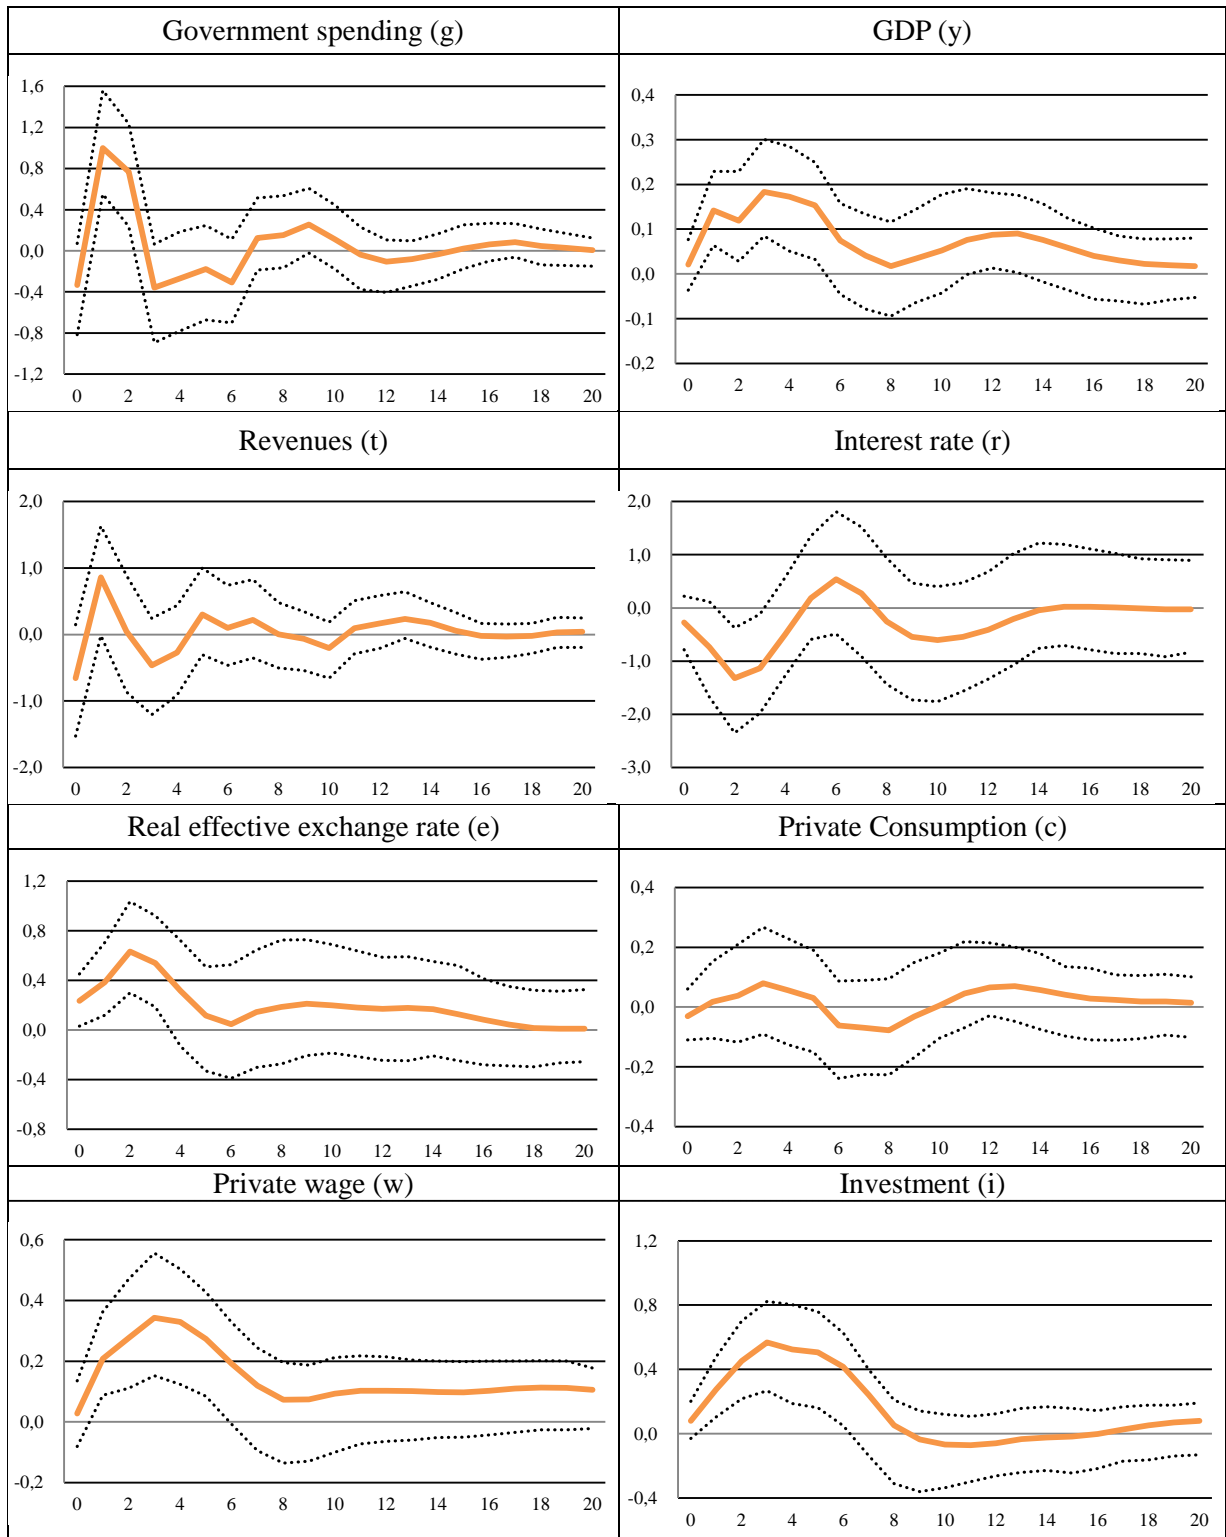 Government spending (g)
GDP (y)
1,6
1,2
0,8
0,4
0,0
-0,4
-0,8
-1,2
0 2 4 6 8 10 12 14 16 18 20
0,4
0,3
0,2
0,1
0,0
-0,1
-0,2
0 2 4 6 8 10 12 14 16 18 20
Revenues (t)
Interest rate (r)
2,0
1,0
0,0
-1,0
-2,0
0 2 4 6 8 10 12 14 16 18 20
2,0
1,0
0,0
-1,0
-2,0
-3,0
0 2 4 6 8 10 12 14 16 18 20
Real effective exchange rate (e)
Private Consumption (c)
1,2
0,8
0,4
0,0
-0,4
-0,8
0 2 4 6 8 10 12 14 16 18 20
0,4
0,2
0,0
-0,2
-0,4
0 2 4 6 8 10 12 14 16 18 20
Private wage (w)
Investment (i)
0,6
0,4
0,2
0,0
-0,2
0 2 4 6 8 10 12 14 16 18 20
1,2
0,8
0,4
0,0
-0,4
0 2 4 6 8 10 12 14 16 18 20